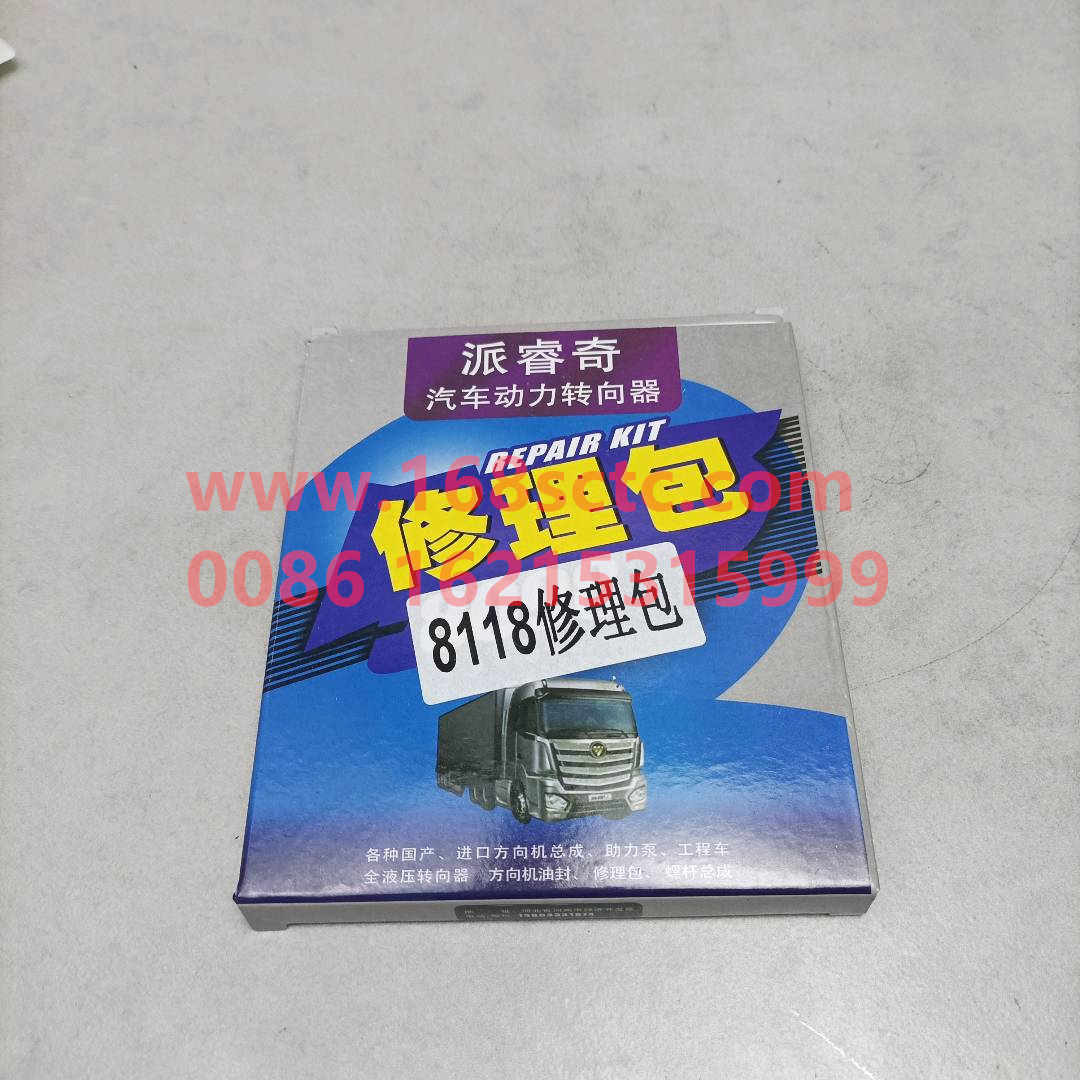 派睿奇
汽车动力转向器
REPAIR KIT
修理包
www.168sctc.com
0086 16215315999
8118修理包
各种国产、进口方向机总成、助力泵、工程车
全液压转向器 方向机油封、修理包、螺杆总成